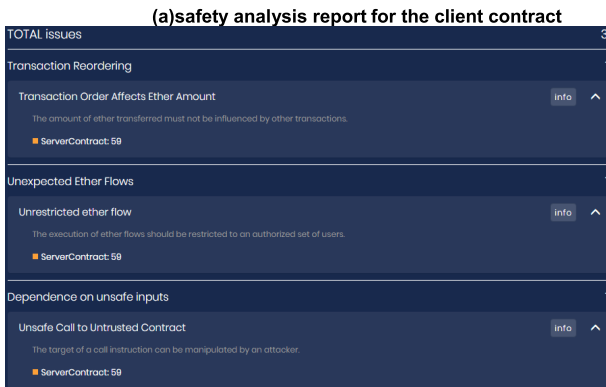 (a)safety analysis report for the client contract
TOTAL issues 3
Transaction Reordering
Transaction Order Affects Ether Amount info
The amount of ether transferred must not be influenced by other transactions.
ServerContract: 59
Unexpected Ether Flows
Unrestricted ether flow info
The execution of ether flows should be restricted to an authorized set of users.
ServerContract: 59
Dependence on unsafe inputs
Unsafe Call to Untrusted Contract info
The target of a call instruction can be manipulated by an attacker.
ServerContract: 59